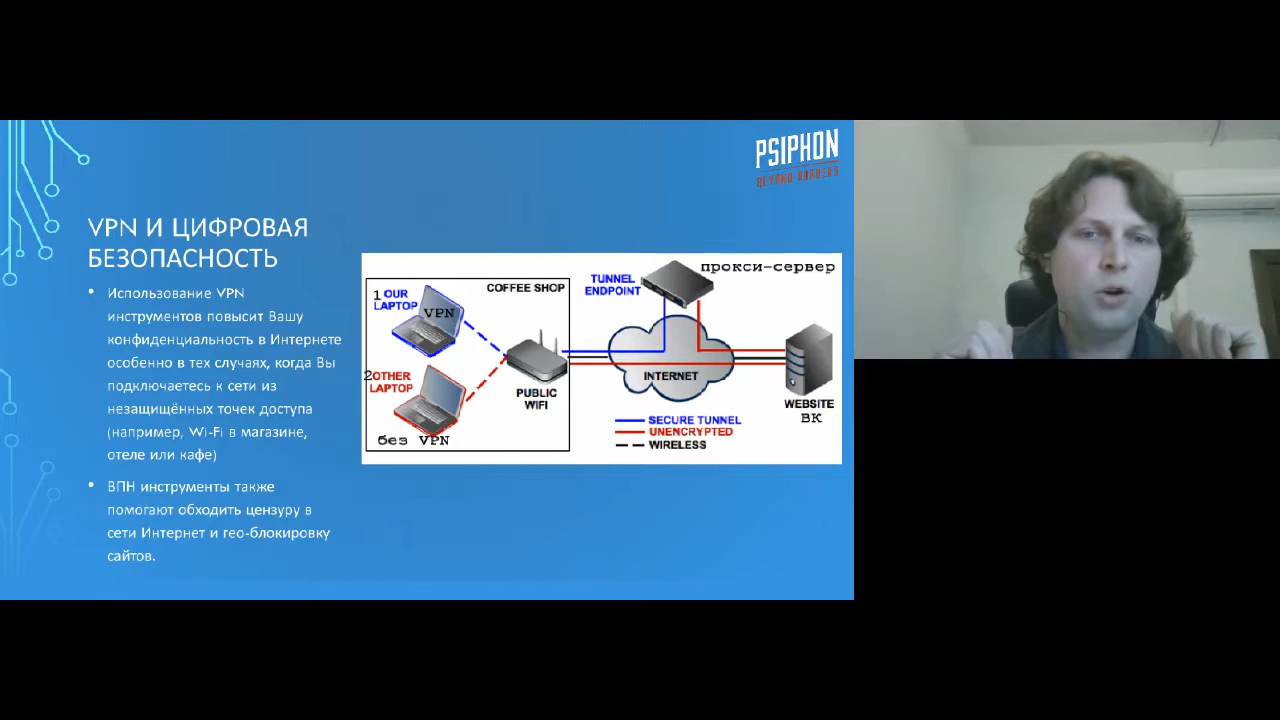 PSIPHON
BEYOND BORDERS
VPN И ЦИФРОВАЯ
БЕЗОПАСНОСТЬ
• Использование VPN
инструментов повысит Вашу
конфиденциальность в Интернете
особенно в тех случаях, когда Вы
подключаетесь к сети из
незащищённых точек доступа
(например, Wi-Fi в магазине,
отеле или кафе)
• ВПН инструменты также
помогают обходить цензуру в
сети Интернет и гео-блокировку
сайтов.
1 OUR
LAPTOP
VPN
COFFEE SHOP
2 OTHER
LAPTOP
без VPN
PUBLIC
WIFI
TUNNEL
ENDPOINT
прокси-сервер
INTERNET
WEBSITE
ВК
SECURE TUNNEL
UNENCRYPTED
WIRELESS